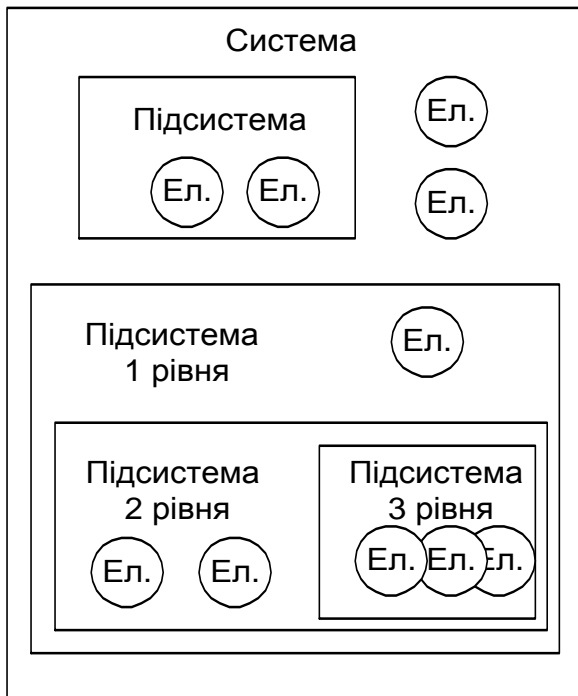 Система
Підсистема
Ел.
Ел.
Ел.
Ел.
Підсистема
1 рівня
Ел.
Підсистема
2 рівня
Ел.
Ел.
Підсистема
3 рівня
Ел.
Ел.
Ел.